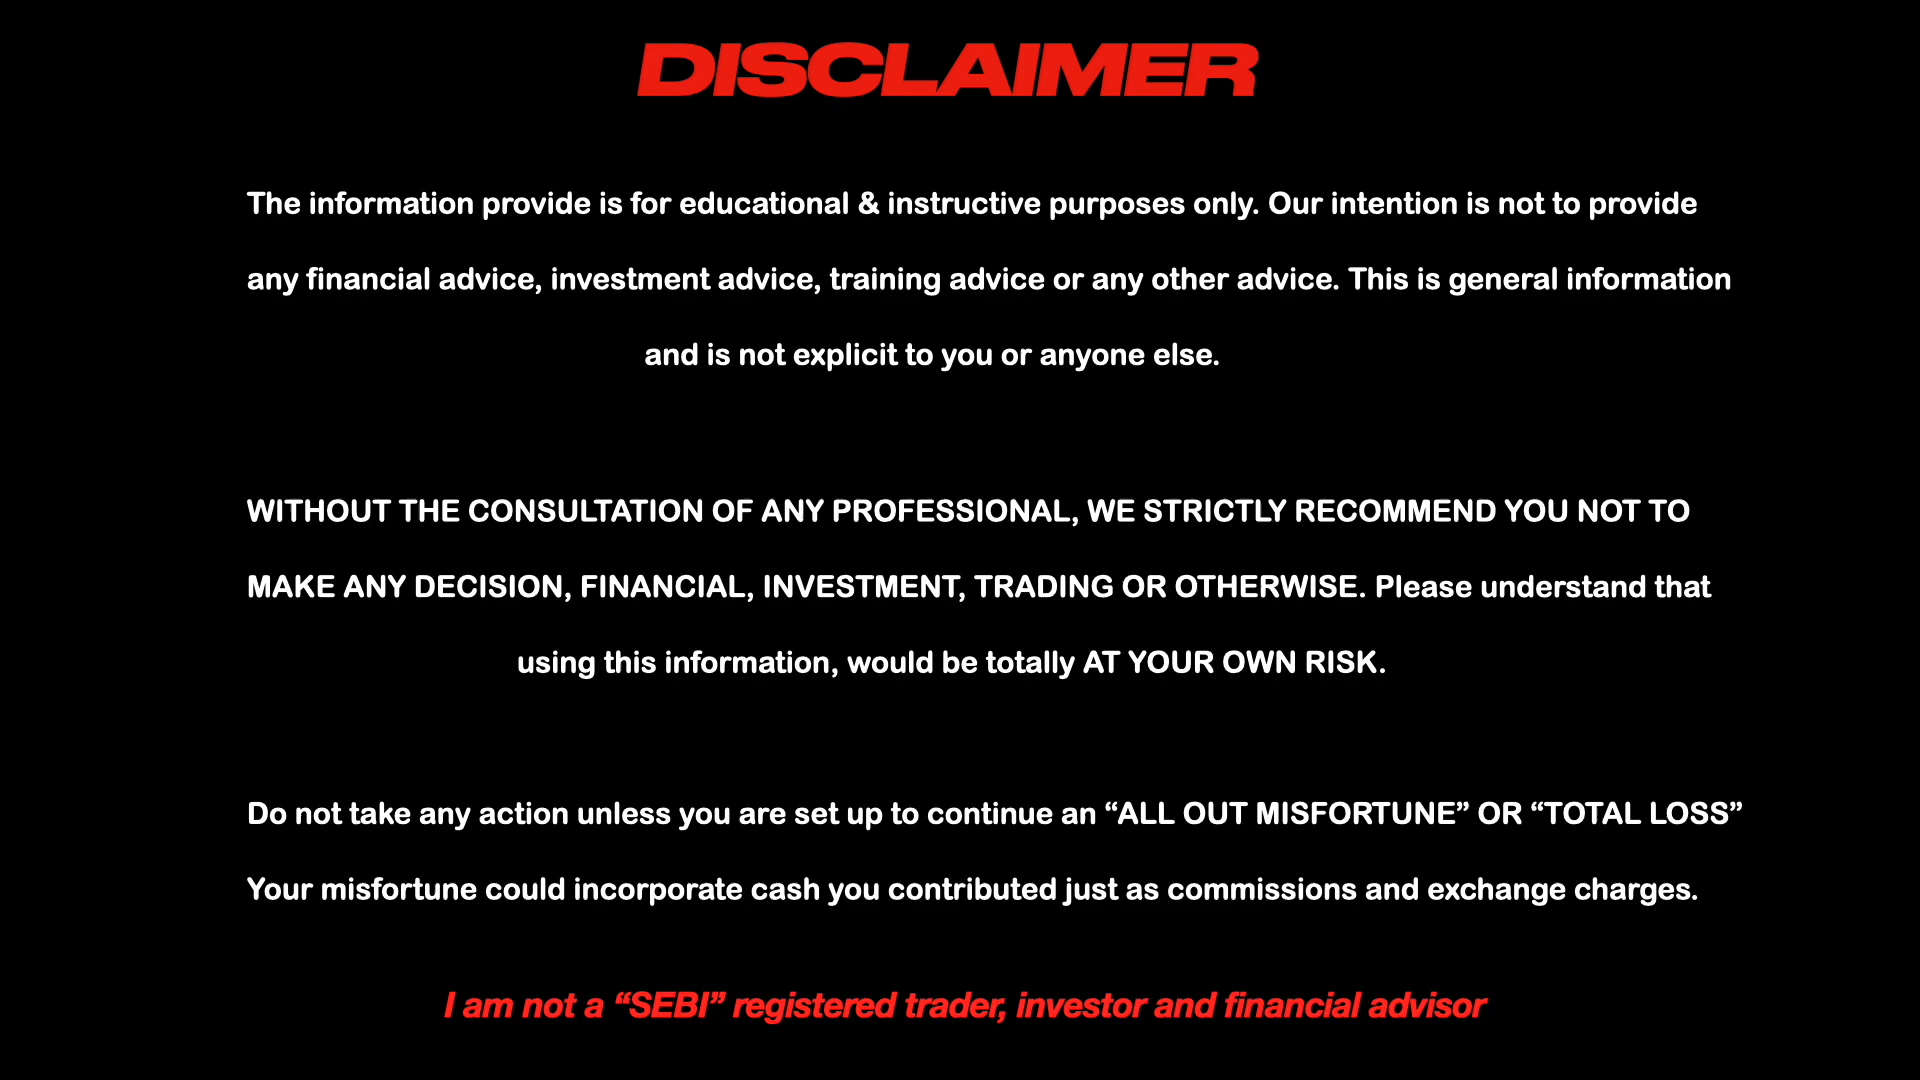 DISCLAIMER
The information provide is for educational & instructive purposes only. Our intention is not to provide
any financial advice, investment advice, training advice or any other advice. This is general information
and is not explicit to you or anyone else.
WITHOUT THE CONSULTATION OF ANY PROFESSIONAL, WE STRICTLY RECOMMEND YOU NOT TO
MAKE ANY DECISION, FINANCIAL, INVESTMENT, TRADING OR OTHERWISE. Please understand that
using this information, would be totally AT YOUR OWN RISK.
Do not take any action unless you are set up to continue an “ALL OUT MISFORTUNE” OR “TOTAL LOSS”
Your misfortune could incorporate cash you contributed just as commissions and exchange charges.
I am not a “SEBI” registered trader, investor and financial advisor